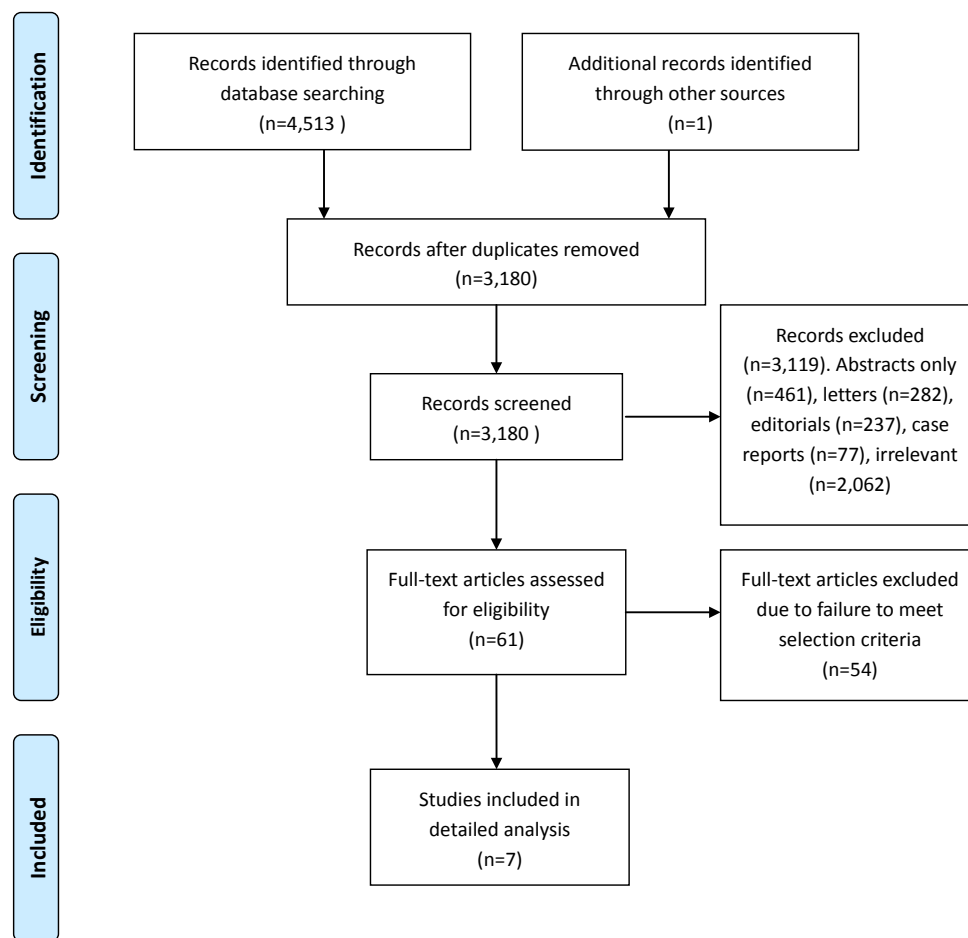 Identification
Records identified through
database searching
(n=4,513 )
Additional records identified
through other sources
(n=1)
Records after duplicates removed
(n=3,180)
Screening
Records screened
(n=3,180 )
Records excluded
(n=3,119). Abstracts only
(n=461), letters (n=282),
editorials (n=237), case
reports (n=77), irrelevant
(n=2,062)
Eligibility
Full-text articles assessed
for eligibility
(n=61)
Full-text articles excluded
due to failure to meet
selection criteria
(n=54)
Included
Studies included in
detailed analysis
(n=7)